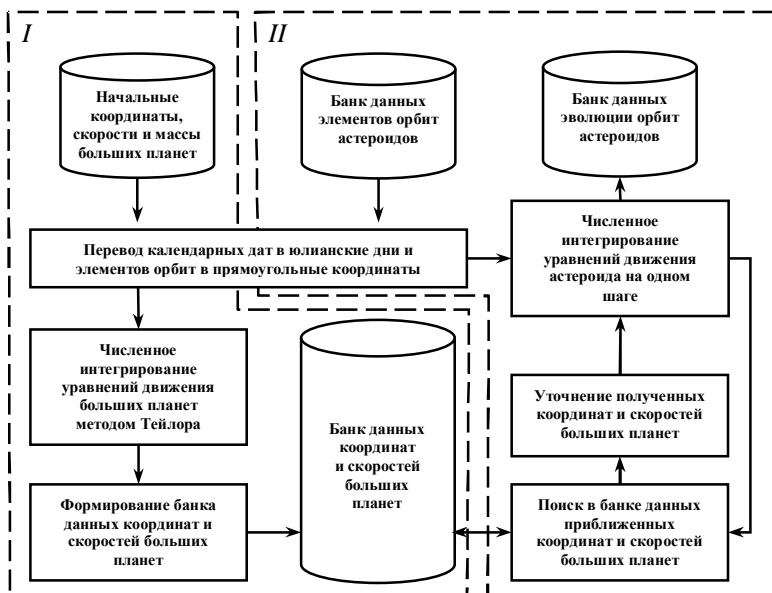 I
II
Начальные
координаты,
скорости и массы
больших планет
Банк данных
элементов орбит
астероидов
Банк данных
эволюции орбит
астероидов
Перевод календарных дат в юлианские дни и
элементов орбит в прямоугольные координаты
Численное
интегрирование
уравнений движения
астероида на одном
шаге
Численное
интегрирование
уравнений движения
больших планет
методом Тейлора
Банк данных
координат
и скоростей
больших
планет
Уточнение полученных
координат и скоростей
больших планет
Формирование банка
данных координат и
скоростей больших
планет
Поиск в банке данных
приближенных
координат и скоростей
больших планет